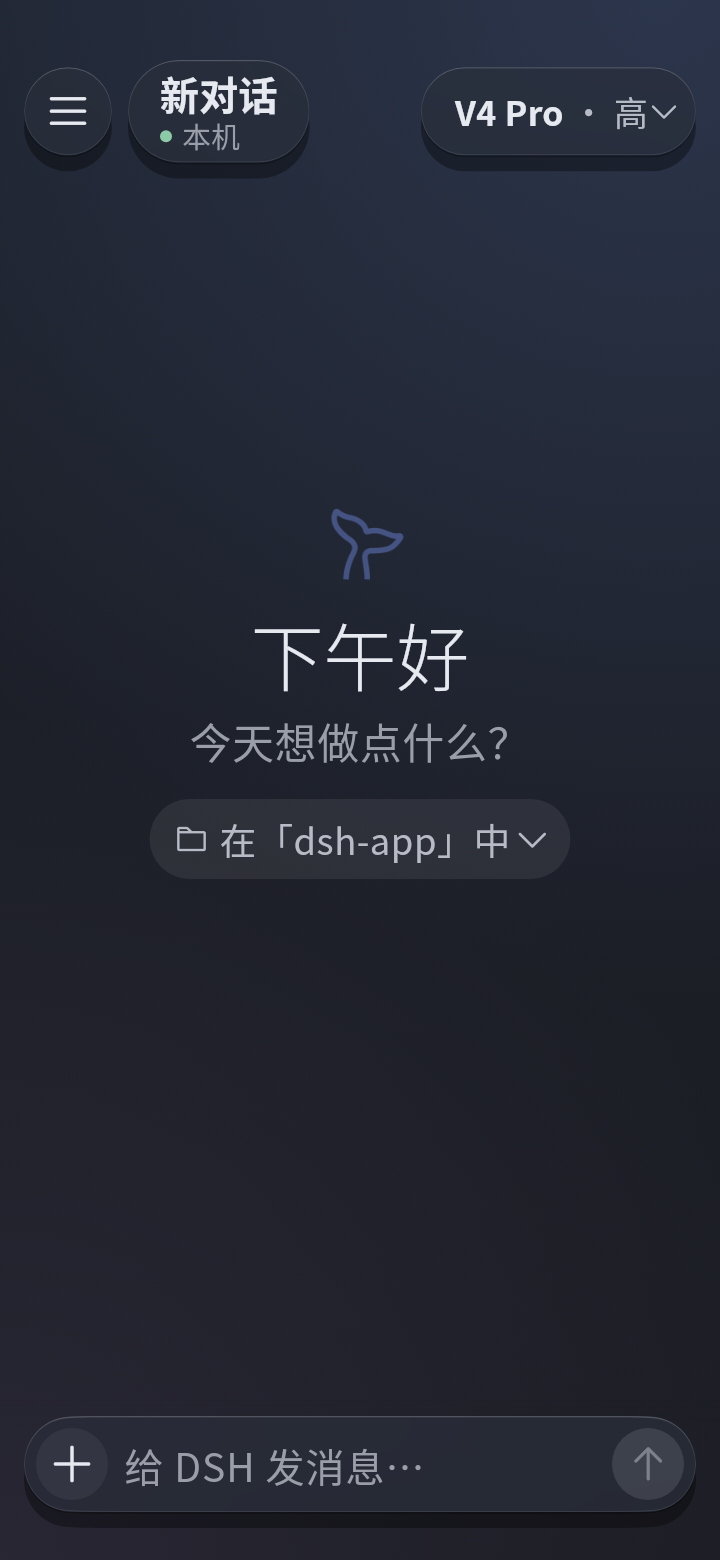 新对话
本机
V4 Pro · 高
下午好
今天想做点什么？
在「dsh-app」中
给 DSH 发消息…